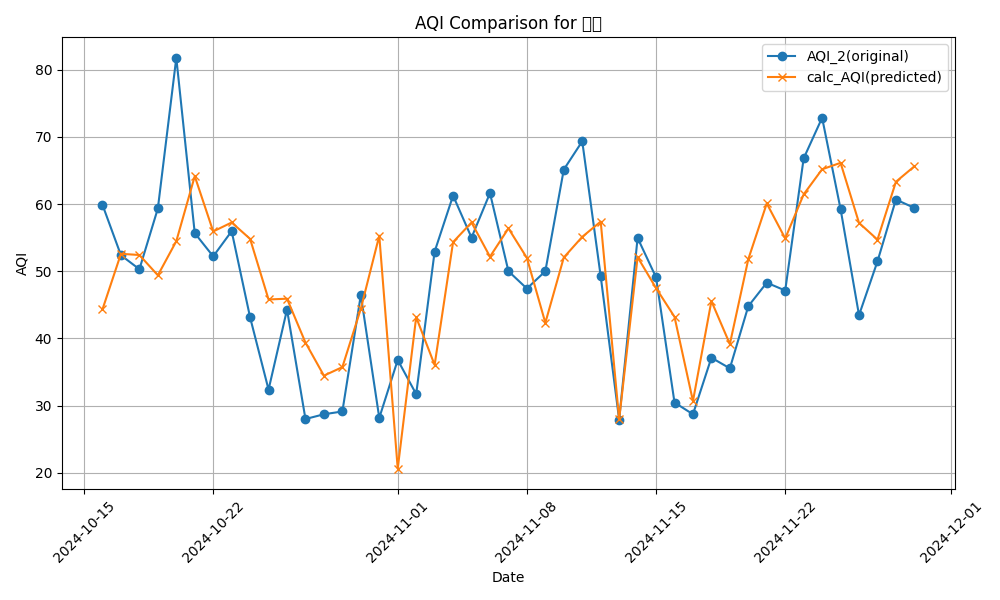 AQI Comparison for
AQI_2(original)
calc_AQI(predicted)
AQI
80
70
60
50
40
30
20
2024-10-15
2024-10-22
2024-11-01
2024-11-08
2024-11-15
2024-11-22
2024-12-01
Date